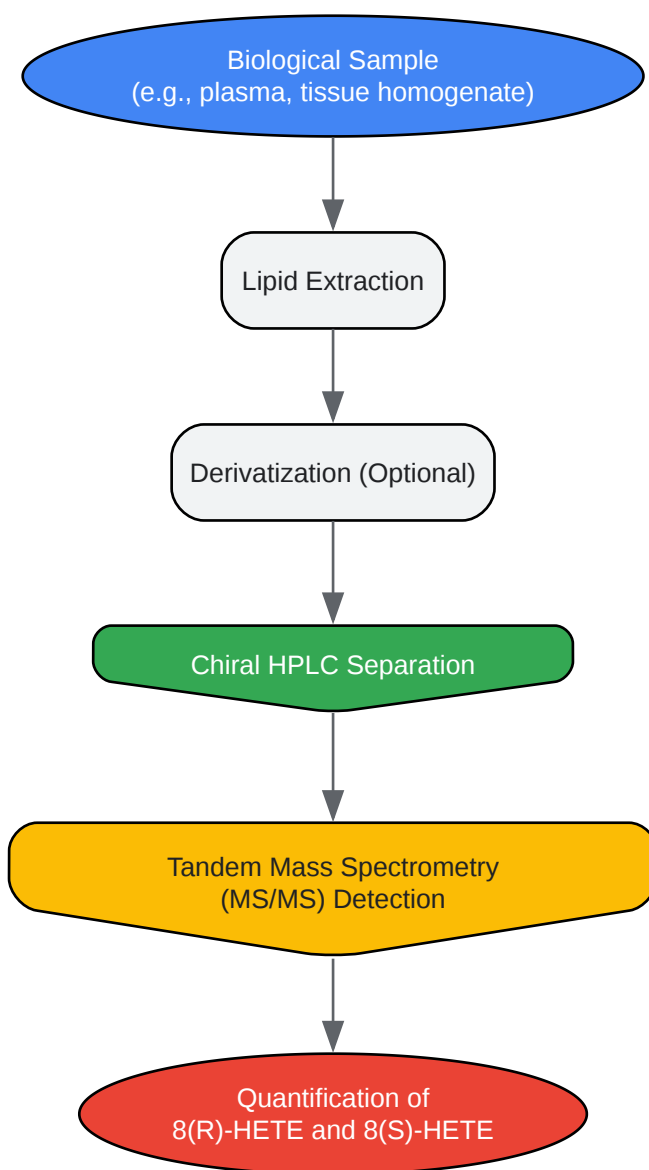 Biological Sample
(e.g., plasma, tissue homogenate)
Lipid Extraction
Derivatization (Optional)
Chiral HPLC Separation
Tandem Mass Spectrometry
(MS/MS) Detection
Quantification of
8(R)-HETE and 8(S)-HETE